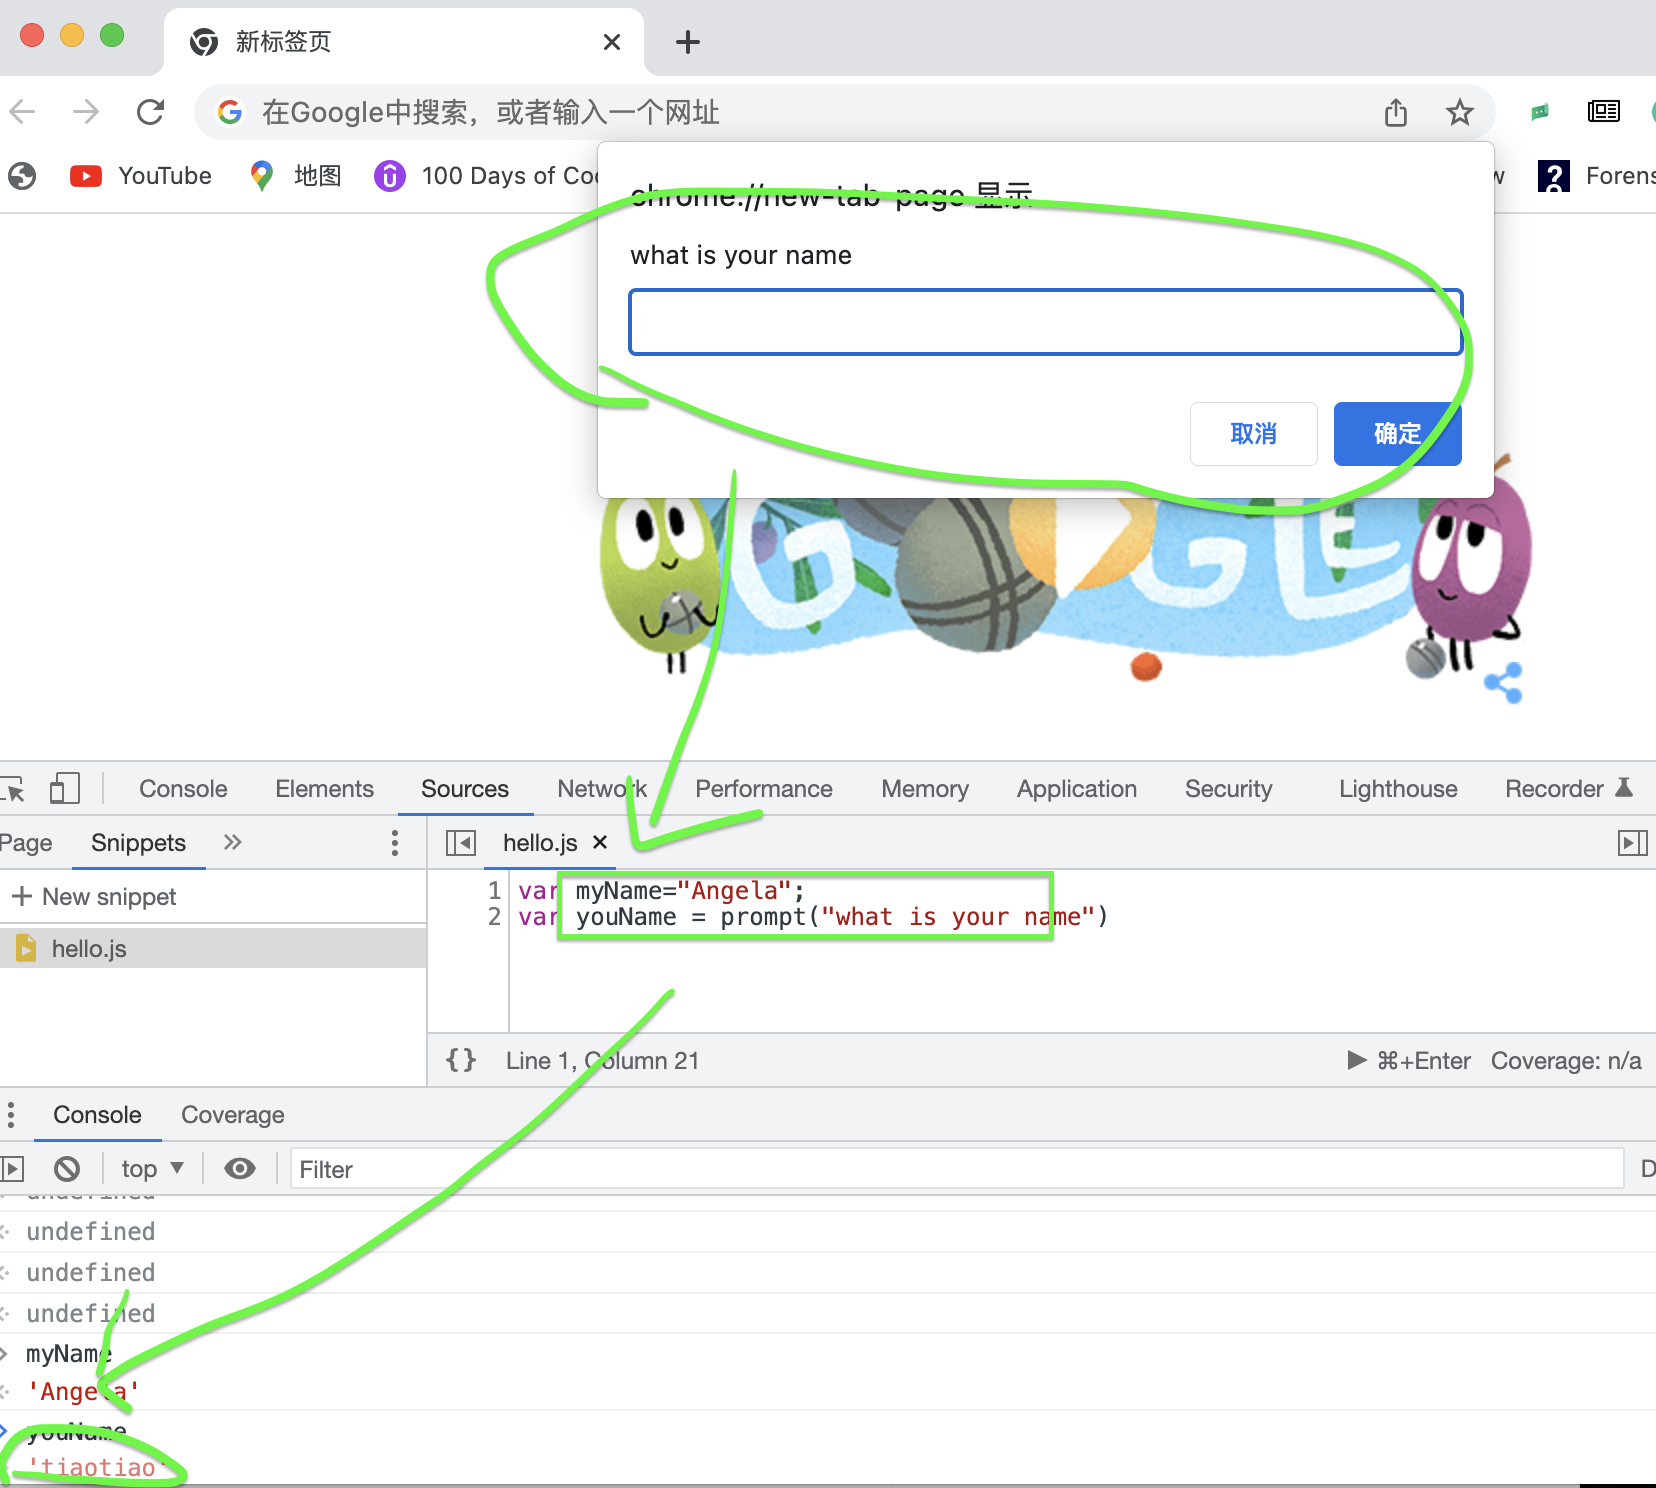 新标签页
在Google中搜索，或者输入一个网址
YouTube 地图 100 Days of Co
Forens
chrome://new-tab-page 显示
what is your name
取消 确定
GOOGLE
Console Elements Sources Network Performance Memory Application Security Lighthouse Recorder
Page Snippets
hello.js
New snippet
hello.js
1 var myName="Angela";
2 var youName = prompt("what is your name")
{} Line 1, Column 21 ⌘+Enter Coverage: n/a
Console Coverage
top Filter D
undefined
undefined
undefined
undefined
myName
'Angela'
youName
'tiaotiao'